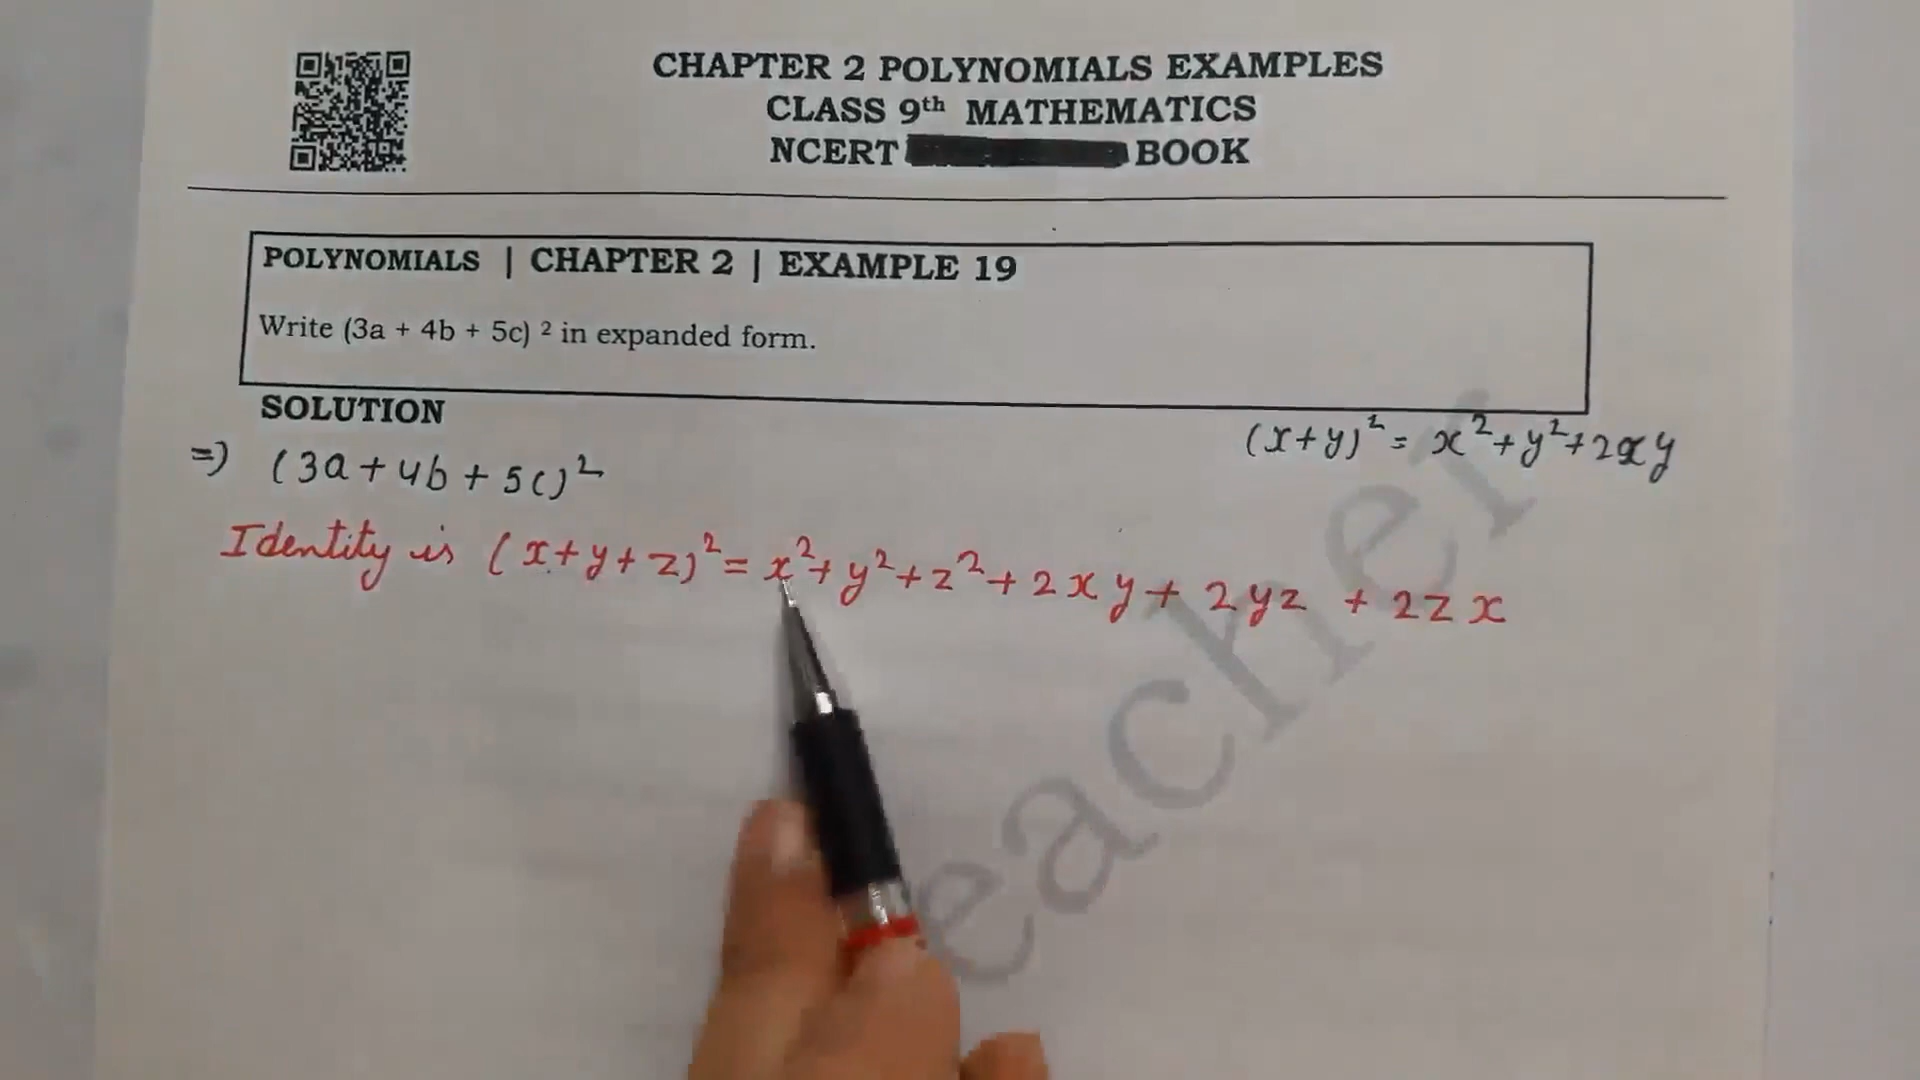 CHAPTER 2 POLYNOMIALS EXAMPLES
CLASS 9th MATHEMATICS
NCERT BOOK
POLYNOMIALS | CHAPTER 2 | EXAMPLE 19
Write (3a + 4b + 5c) 2 in expanded form.
SOLUTION
(x+y)² = x²+y²+2xy
=> (3a+4b+5c)²
Identity is (x+y+z)² = x²+y²+z²+2xy+2yz+2zx
eacher